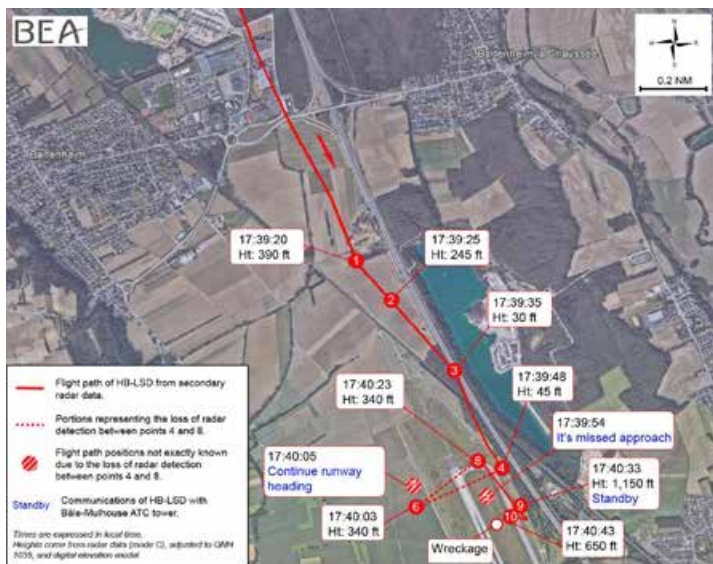 BEA
Battenheim-la Chaussée
N
0.2 NM
Battenheim
17:39:20
Ht: 390 ft
17:39:25
Ht: 245 ft
1
2
17:39:35
Ht: 30 ft
3
17:39:48
Ht: 45 ft
17:40:23
Ht: 340 ft
17:39:54
It's missed approach
17:40:05
Continue runway
heading
8
4
17:40:33
Ht: 1,150 ft
Standby
6
9
10
17:40:03
Ht: 340 ft
Wreckage
17:40:43
Ht: 650 ft
Flight path of HB-LSD from secondary
radar data.
Portions representing the loss of radar
detection between points 4 and 8.
Flight path positions not exactly known
due to the loss of radar detection
between points 4 and 8.
Standby
Communications of HB-LSD with
Bâle-Mulhouse ATC tower.
Times are expressed in local time.
Heights come from radar data (mode C), adjusted to QNH
1035, and digital elevation model